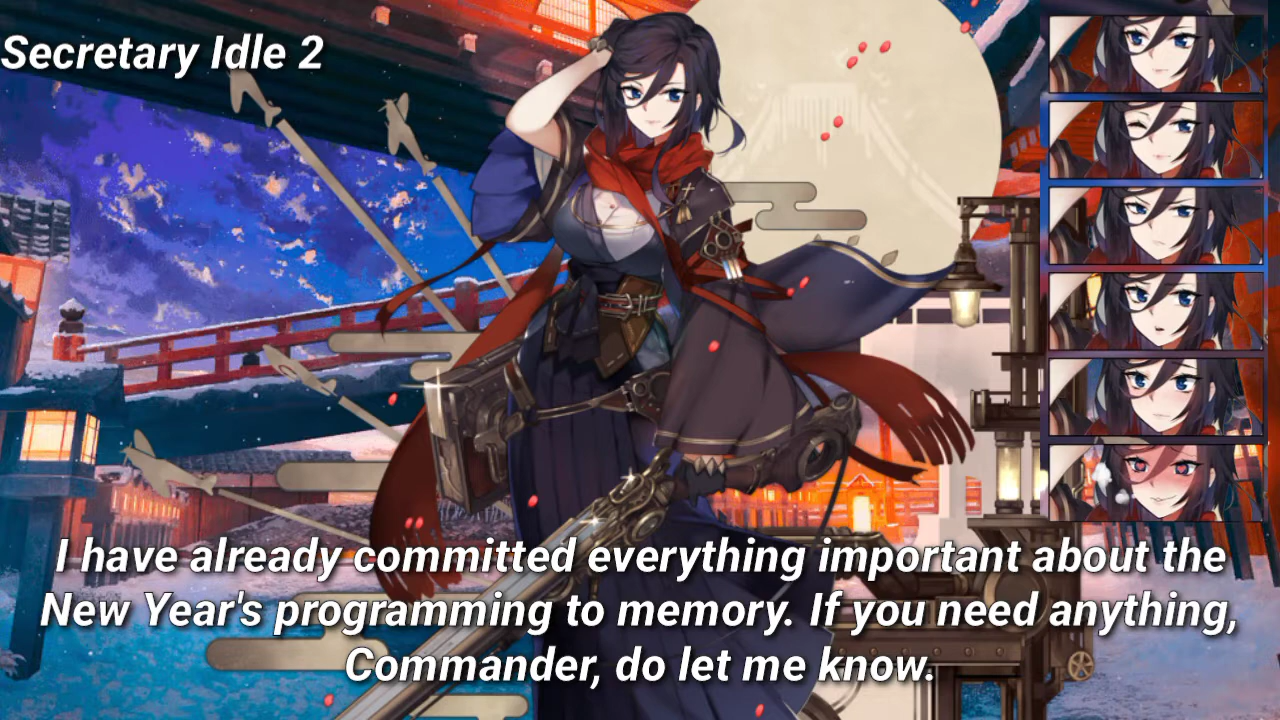 Secretary Idle 2
I have already committed everything important about the
New Year's programming to memory. If you need anything,
Commander, do let me know.